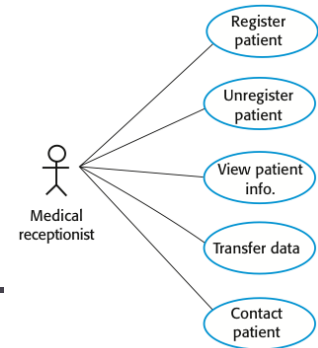 Register
patient
Unregister
patient
View patient
info.
Medical
receptionist
Transfer data
Contact
patient